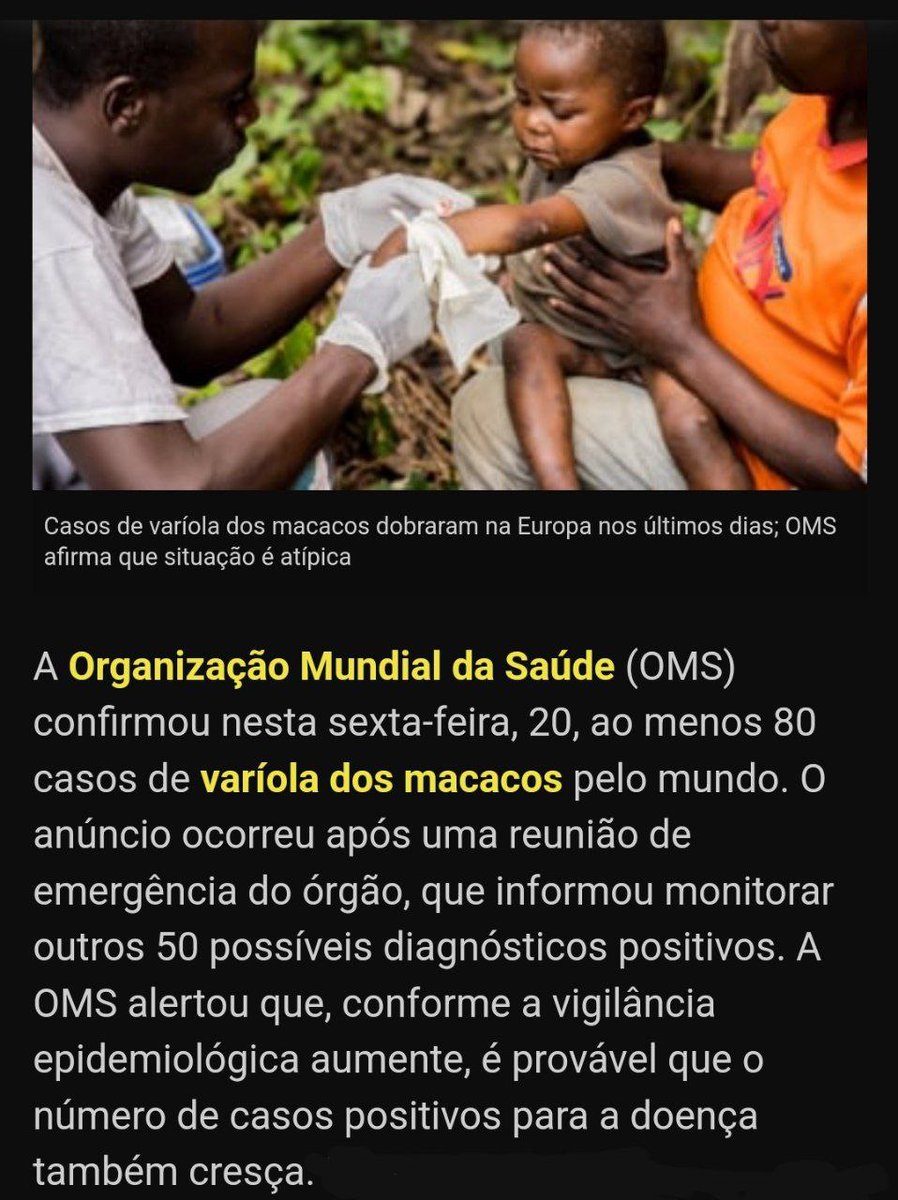 Casos de varíola dos macacos dobraram na Europa nos últimos dias; OMS
afirma que situação é atípica
A Organização Mundial da Saúde (OMS)
confirmou nesta sexta-feira, 20, ao menos 80
casos de varíola dos macacos pelo mundo. O
anúncio ocorreu após uma reunião de
emergência do órgão, que informou monitorar
outros 50 possíveis diagnósticos positivos. A
OMS alertou que, conforme a vigilância
epidemiológica aumente, é provável que o
número de casos positivos para a doença
também cresça.